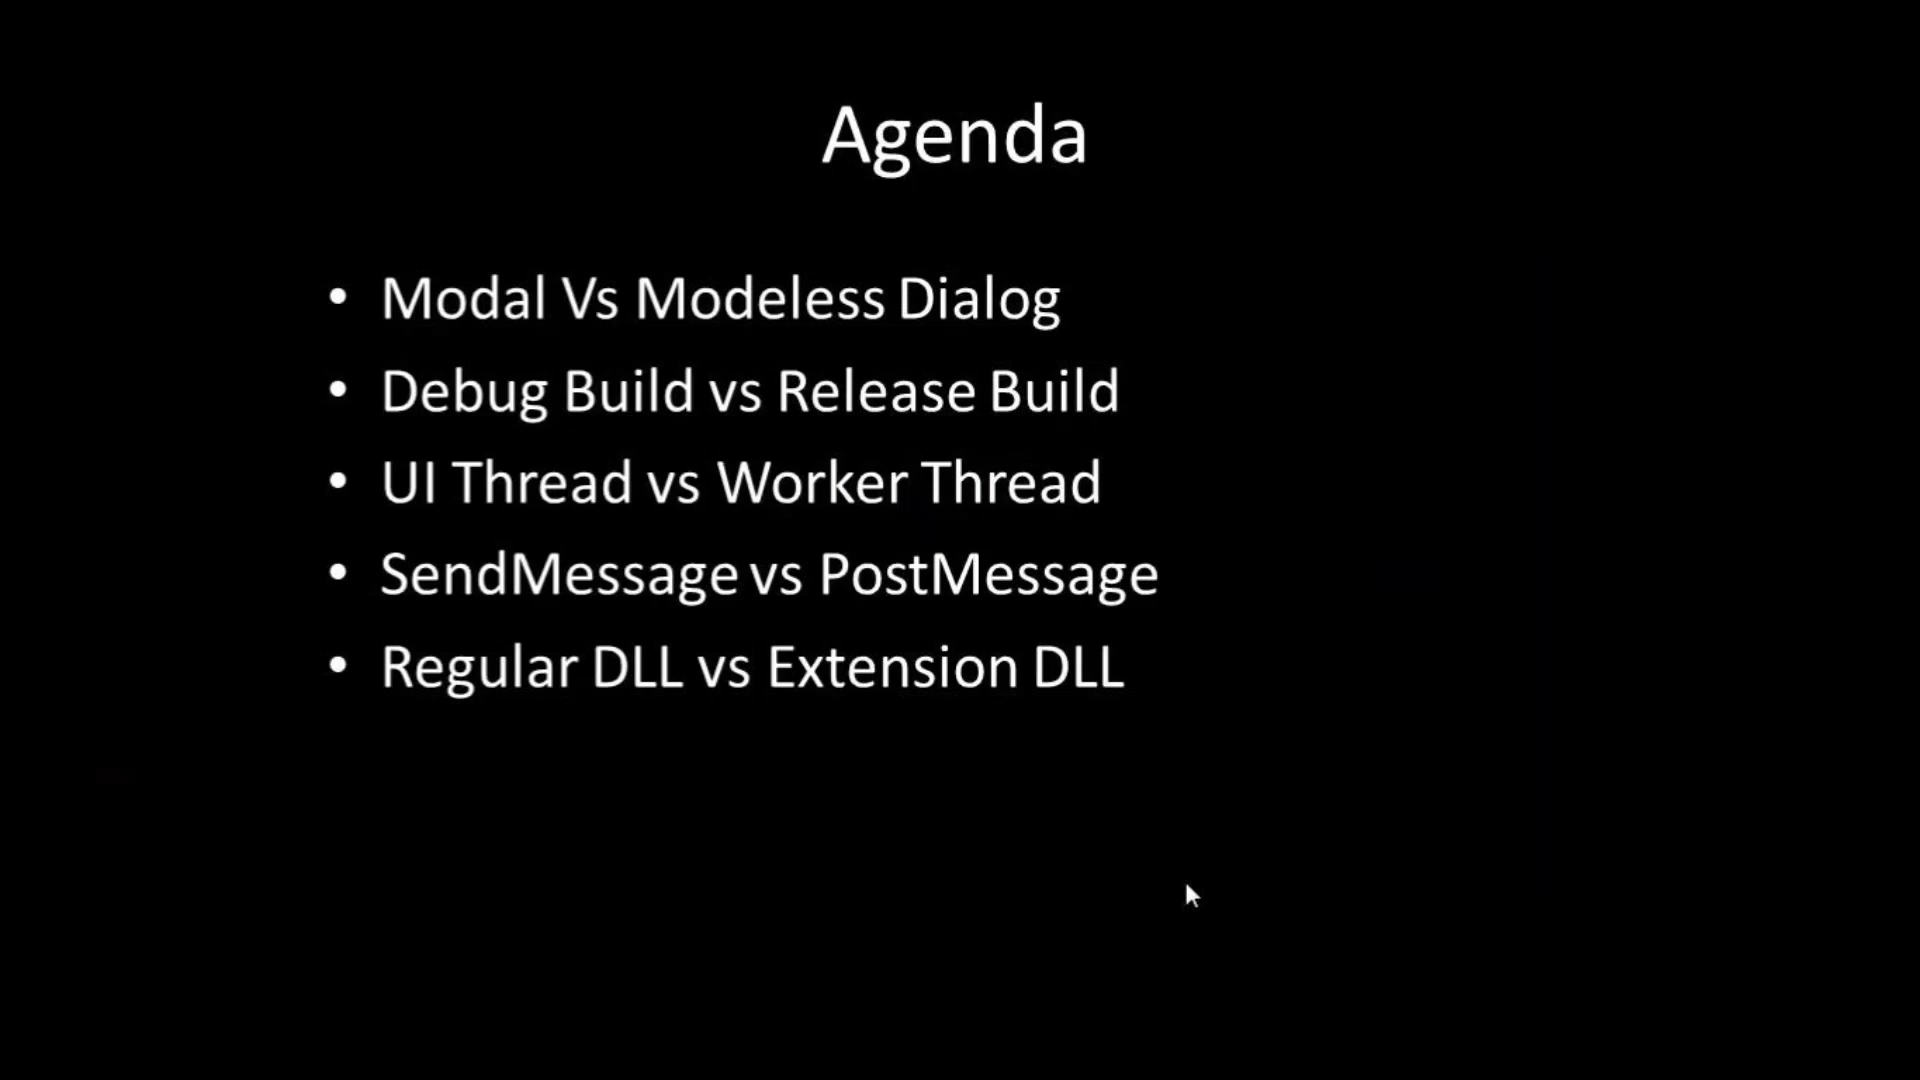 Agenda
• Modal Vs Modeless Dialog
• Debug Build vs Release Build
• UI Thread vs Worker Thread
• SendMessage vs PostMessage
• Regular DLL vs Extension DLL